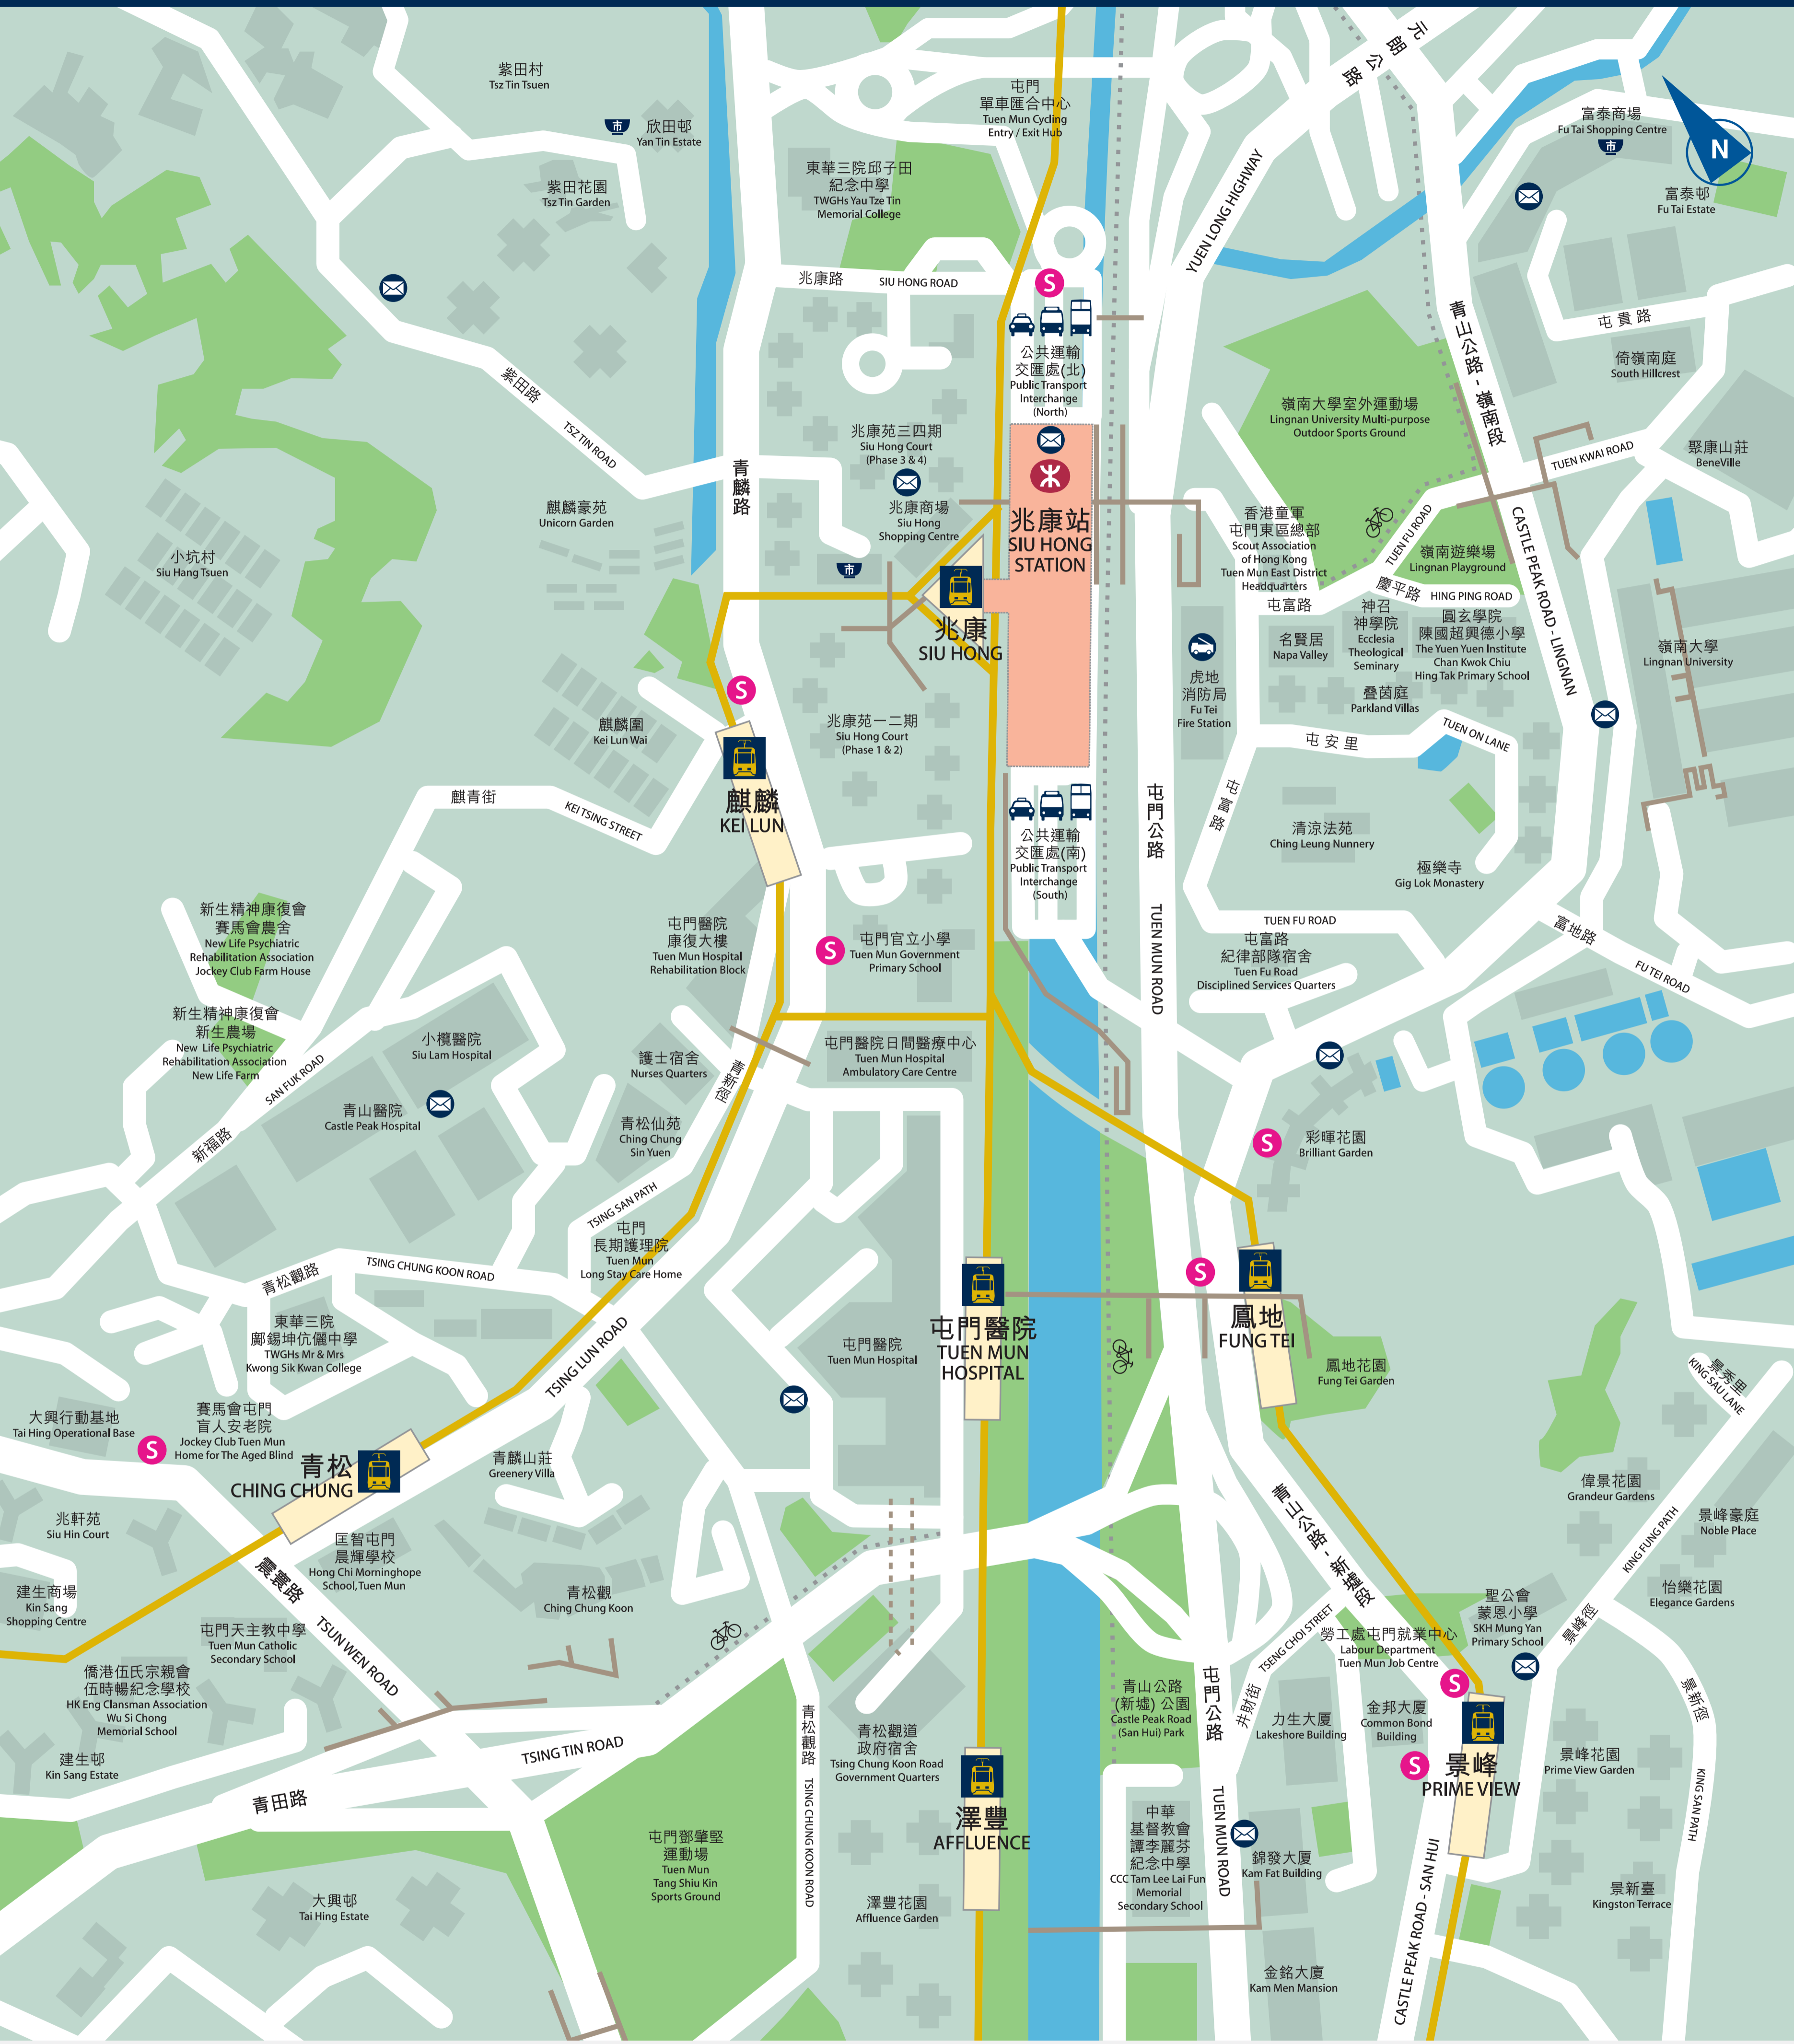 紫田村
Tsz Tin Tsuen
市
欣田邨
Yan Tin Estate
紫田花園
Tsz Tin Garden
屯門
單車匯合中心
Tuen Mun Cycling
Entry / Exit Hub
東華三院邱子田
紀念中學
TWGHs Yau Tze Tin
Memorial College
元朗公路
YUEN LONG HIGHWAY
富泰商場
Fu Tai Shopping Centre
市
N
富泰邨
Fu Tai Estate
兆康路
SIU HONG ROAD
S
公共運輸
交匯處(北)
Public Transport
Interchange
(North)
青山公路-嶺南段
屯貴路
倚嶺南庭
South Hillcrest
紫田路
TSZ TIN ROAD
嶺南大學室外運動場
Lingnan University Multi-purpose
Outdoor Sports Ground
兆康苑三四期
Siu Hong Court
(Phase 3 & 4)
青麟路
TUEN KWAI ROAD
聚康山莊
BeneVille
麒麟豪苑
Unicorn Garden
兆康商場
Siu Hong
Shopping Centre
市
兆康站
SIU HONG
STATION
香港童軍
屯門東區總部
Scout Association
of Hong Kong
Tuen Mun East District
Headquarters
TUEN FU ROAD
嶺南遊樂場
Lingnan Playground
CASTLE PEAK ROAD - LINGNAN
小坑村
Siu Hang Tsuen
屯富路
慶平路
HING PING ROAD
兆康
SIU HONG
名賢居
Napa Valley
神召
神學院
Ecclesia
Theological
Seminary
圓玄學院
陳國超興德小學
The Yuen Yuen Institute
Chan Kwok Chiu
Hing Tak Primary School
嶺南大學
Lingnan University
虎地
消防局
Fu Tei
Fire Station
疊茵庭
Parkland Villas
S
麒麟圍
Kei Lun Wai
兆康苑一二期
Siu Hong Court
(Phase 1 & 2)
屯安里
TUEN ON LANE
麒麟
KEI LUN
麒青街
KEI TSING STREET
公共運輸
交匯處(南)
Public Transport
Interchange
(South)
屯門公路
TUEN MUN ROAD
屯富路
清涼法苑
Ching Leung Nunnery
極樂寺
Gig Lok Monastery
新生精神康復會
賽馬會農舍
New Life Psychiatric
Rehabilitation Association
Jockey Club Farm House
屯門醫院
康復大樓
Tuen Mun Hospital
Rehabilitation Block
S
屯門官立小學
Tuen Mun Government
Primary School
TUEN FU ROAD
屯富路
紀律部隊宿舍
Tuen Fu Road
Disciplined Services Quarters
富地路
FU TEI ROAD
新生精神康復會
新生農場
New Life Psychiatric
Rehabilitation Association
New Life Farm
小欖醫院
Siu Lam Hospital
護士宿舍
Nurses Quarters
青新徑
屯門醫院日間醫療中心
Tuen Mun Hospital
Ambulatory Care Centre
SAN FUK ROAD
新福路
青山醫院
Castle Peak Hospital
青松仙苑
Ching Chung
Sin Yuen
S
彩暉花園
Brilliant Garden
TSING SAN PATH
屯門
長期護理院
Tuen Mun
Long Stay Care Home
青松觀路
TSING CHUNG KOON ROAD
S
東華三院
鄺錫坤伉儷中學
TWGHs Mr & Mrs
Kwong Sik Kwan College
TSING LUN ROAD
屯門醫院
Tuen Mun Hospital
屯門醫院
TUEN MUN
HOSPITAL
鳳地
FUNG TEI
鳳地花園
Fung Tei Garden
景秀里
KING SAU LANE
大興行動基地
Tai Hing Operational Base
S
賽馬會屯門
盲人安老院
Jockey Club Tuen Mun
Home for The Aged Blind
青松
CHING CHUNG
青麟山莊
Greenery Villa
偉景花園
Grandeur Gardens
景峰豪庭
Noble Place
兆軒苑
Siu Hin Court
匡智屯門
晨輝學校
Hong Chi Morninghope
School, Tuen Mun
青山公路-新墟段
KING FUNG PATH
景峰徑
怡樂花園
Elegance Gardens
建生商場
Kin Sang
Shopping Centre
震寰路
TSUN WEN ROAD
青松觀
Ching Chung Koon
聖公會
蒙恩小學
SKH Mung Yan
Primary School
屯門天主教中學
Tuen Mun Catholic
Secondary School
TSENG CHOI STREET
井財街
勞工處屯門就業中心
Labour Department
Tuen Mun Job Centre
僑港伍氏宗親會
伍時暢紀念學校
HK Eng Clansman Association
Wu Si Chong
Memorial School
青山公路
(新墟) 公園
Castle Peak Road
(San Hui) Park
屯門公路
TUEN MUN ROAD
力生大廈
Lakeshore Building
金邦大廈
Common Bond
Building
S
S
景峰
PRIME VIEW
景新徑
KING SAN PATH
景峰花園
Prime View Garden
建生邨
Kin Sang Estate
TSING TIN ROAD
青田路
青松觀路
TSING CHUNG KOON ROAD
青松觀道
政府宿舍
Tsing Chung Koon Road
Government Quarters
澤豐
AFFLUENCE
中華
基督教會
譚李麗芬
紀念中學
CCC Tam Lee Lai Fun
Memorial
Secondary School
錦發大廈
Kam Fat Building
屯門鄧肇堅
運動場
Tuen Mun
Tang Shiu Kin
Sports Ground
大興邨
Tai Hing Estate
澤豐花園
Affluence Garden
景新臺
Kingston Terrace
金銘大廈
Kam Men Mansion
CASTLE PEAK ROAD - SAN HUI